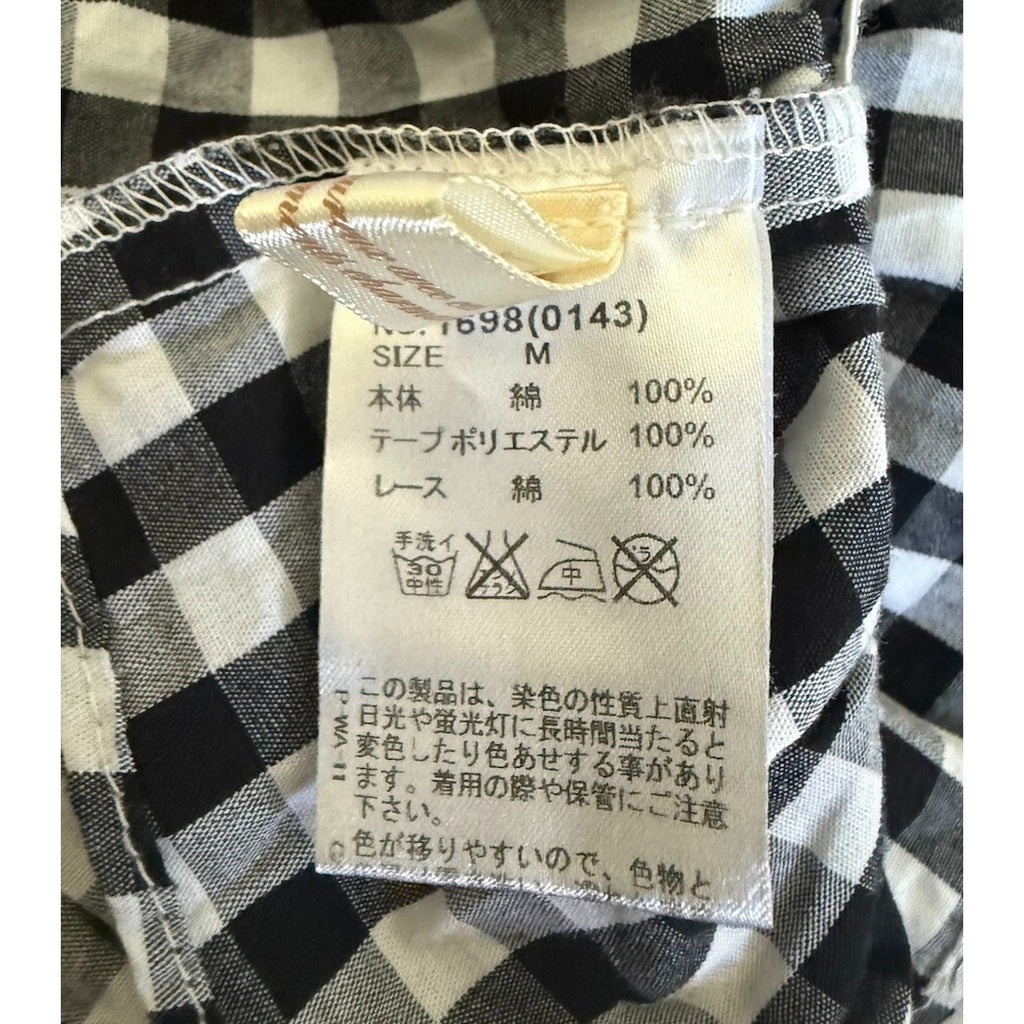 No. 1698(0143)
SIZE M
本体 綿 100%
テープ ポリエステル 100%
レース 綿 100%
手洗イ
30
中性
中
この製品は、染色の性質上直射
日光や蛍光灯に長時間当たると
変色したり色あせする事があり
ます。着用の際や保管にご注意
下さい。
色が移りやすいので、色物と